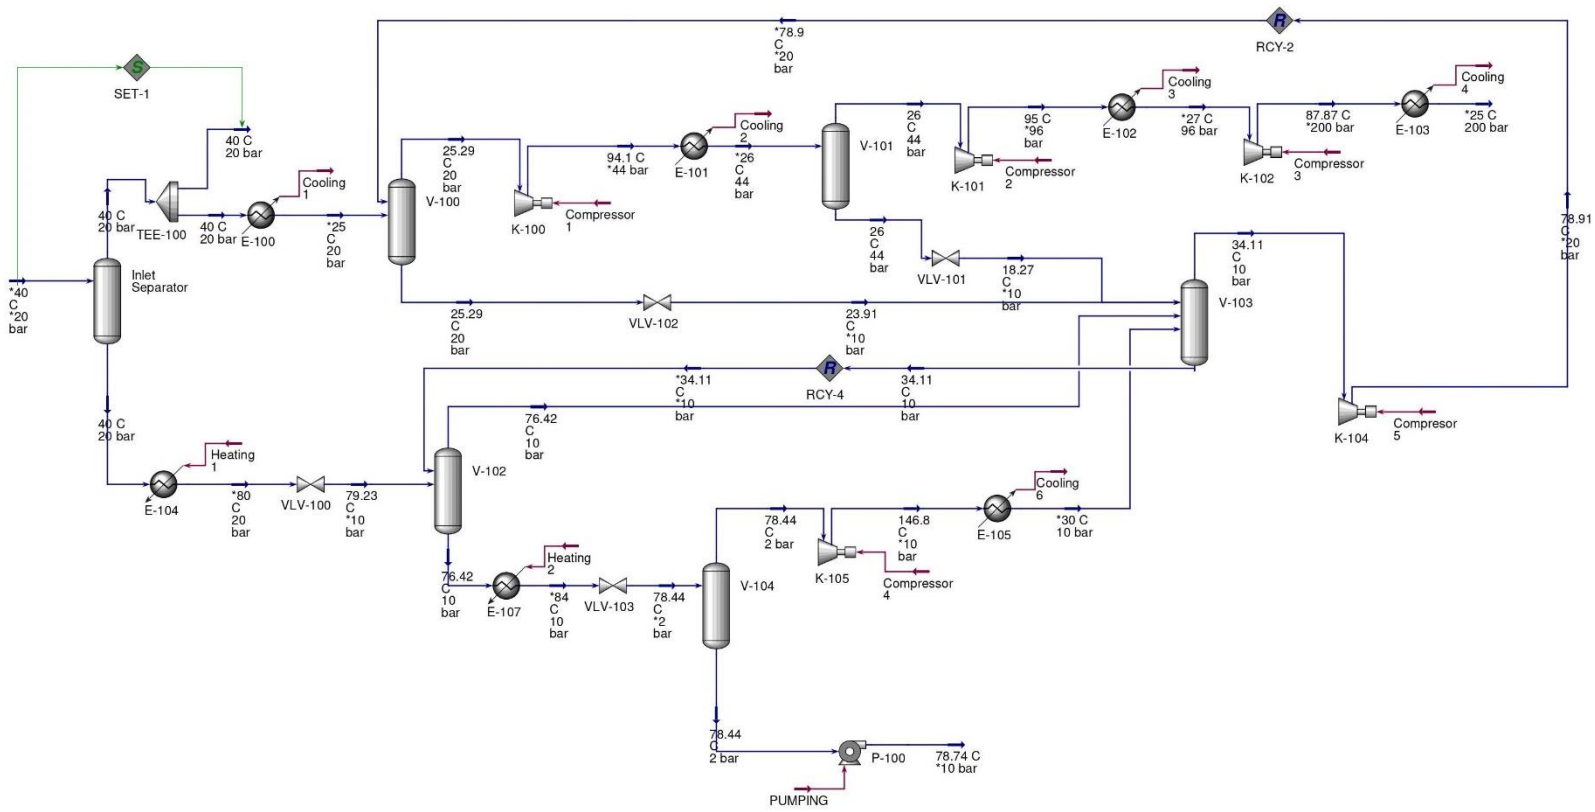 *78.9
C
*20
bar
R
RCY-2
S
SET-1
40 C
20 bar
Cooling
1
40 C
20 bar
TEE-100
40 C
20 bar
E-100
*25
C
20
bar
V-100
25.29
C
20
bar
K-100
Compressor
1
94.1 C
*44 bar
E-101
Cooling
2
*26
C
44
bar
V-101
26
C
44
bar
K-101
Compressor
2
95 C
*96
bar
E-102
Cooling
3
*27 C
96 bar
K-102
Compressor
3
87.87 C
*200 bar
E-103
Cooling
4
*25 C
200 bar
*40
C
*20
bar
Inlet
Separator
26
C
44
bar
VLV-101
18.27
C
*10
bar
25.29
C
20
bar
VLV-102
23.91
C
*10
bar
V-103
34.11
C
10
bar
78.91
C
*20
bar
*34.11
C
*10
bar
R
RCY-4
34.11
C
10
bar
K-104
Compresor
5
40 C
20 bar
76.42
C
10
bar
Heating
1
E-104
*80
C
20
bar
VLV-100
79.23
C
*10
bar
V-102
76.42
C
10
bar
Heating
2
E-107
*84
C
10
bar
VLV-103
78.44
C
*2
bar
V-104
78.44
C
2 bar
K-105
Compressor
4
146.8
C
*10
bar
E-105
Cooling
6
*30 C
10 bar
78.44
C
2 bar
P-100
78.74 C
*10 bar
PUMPING